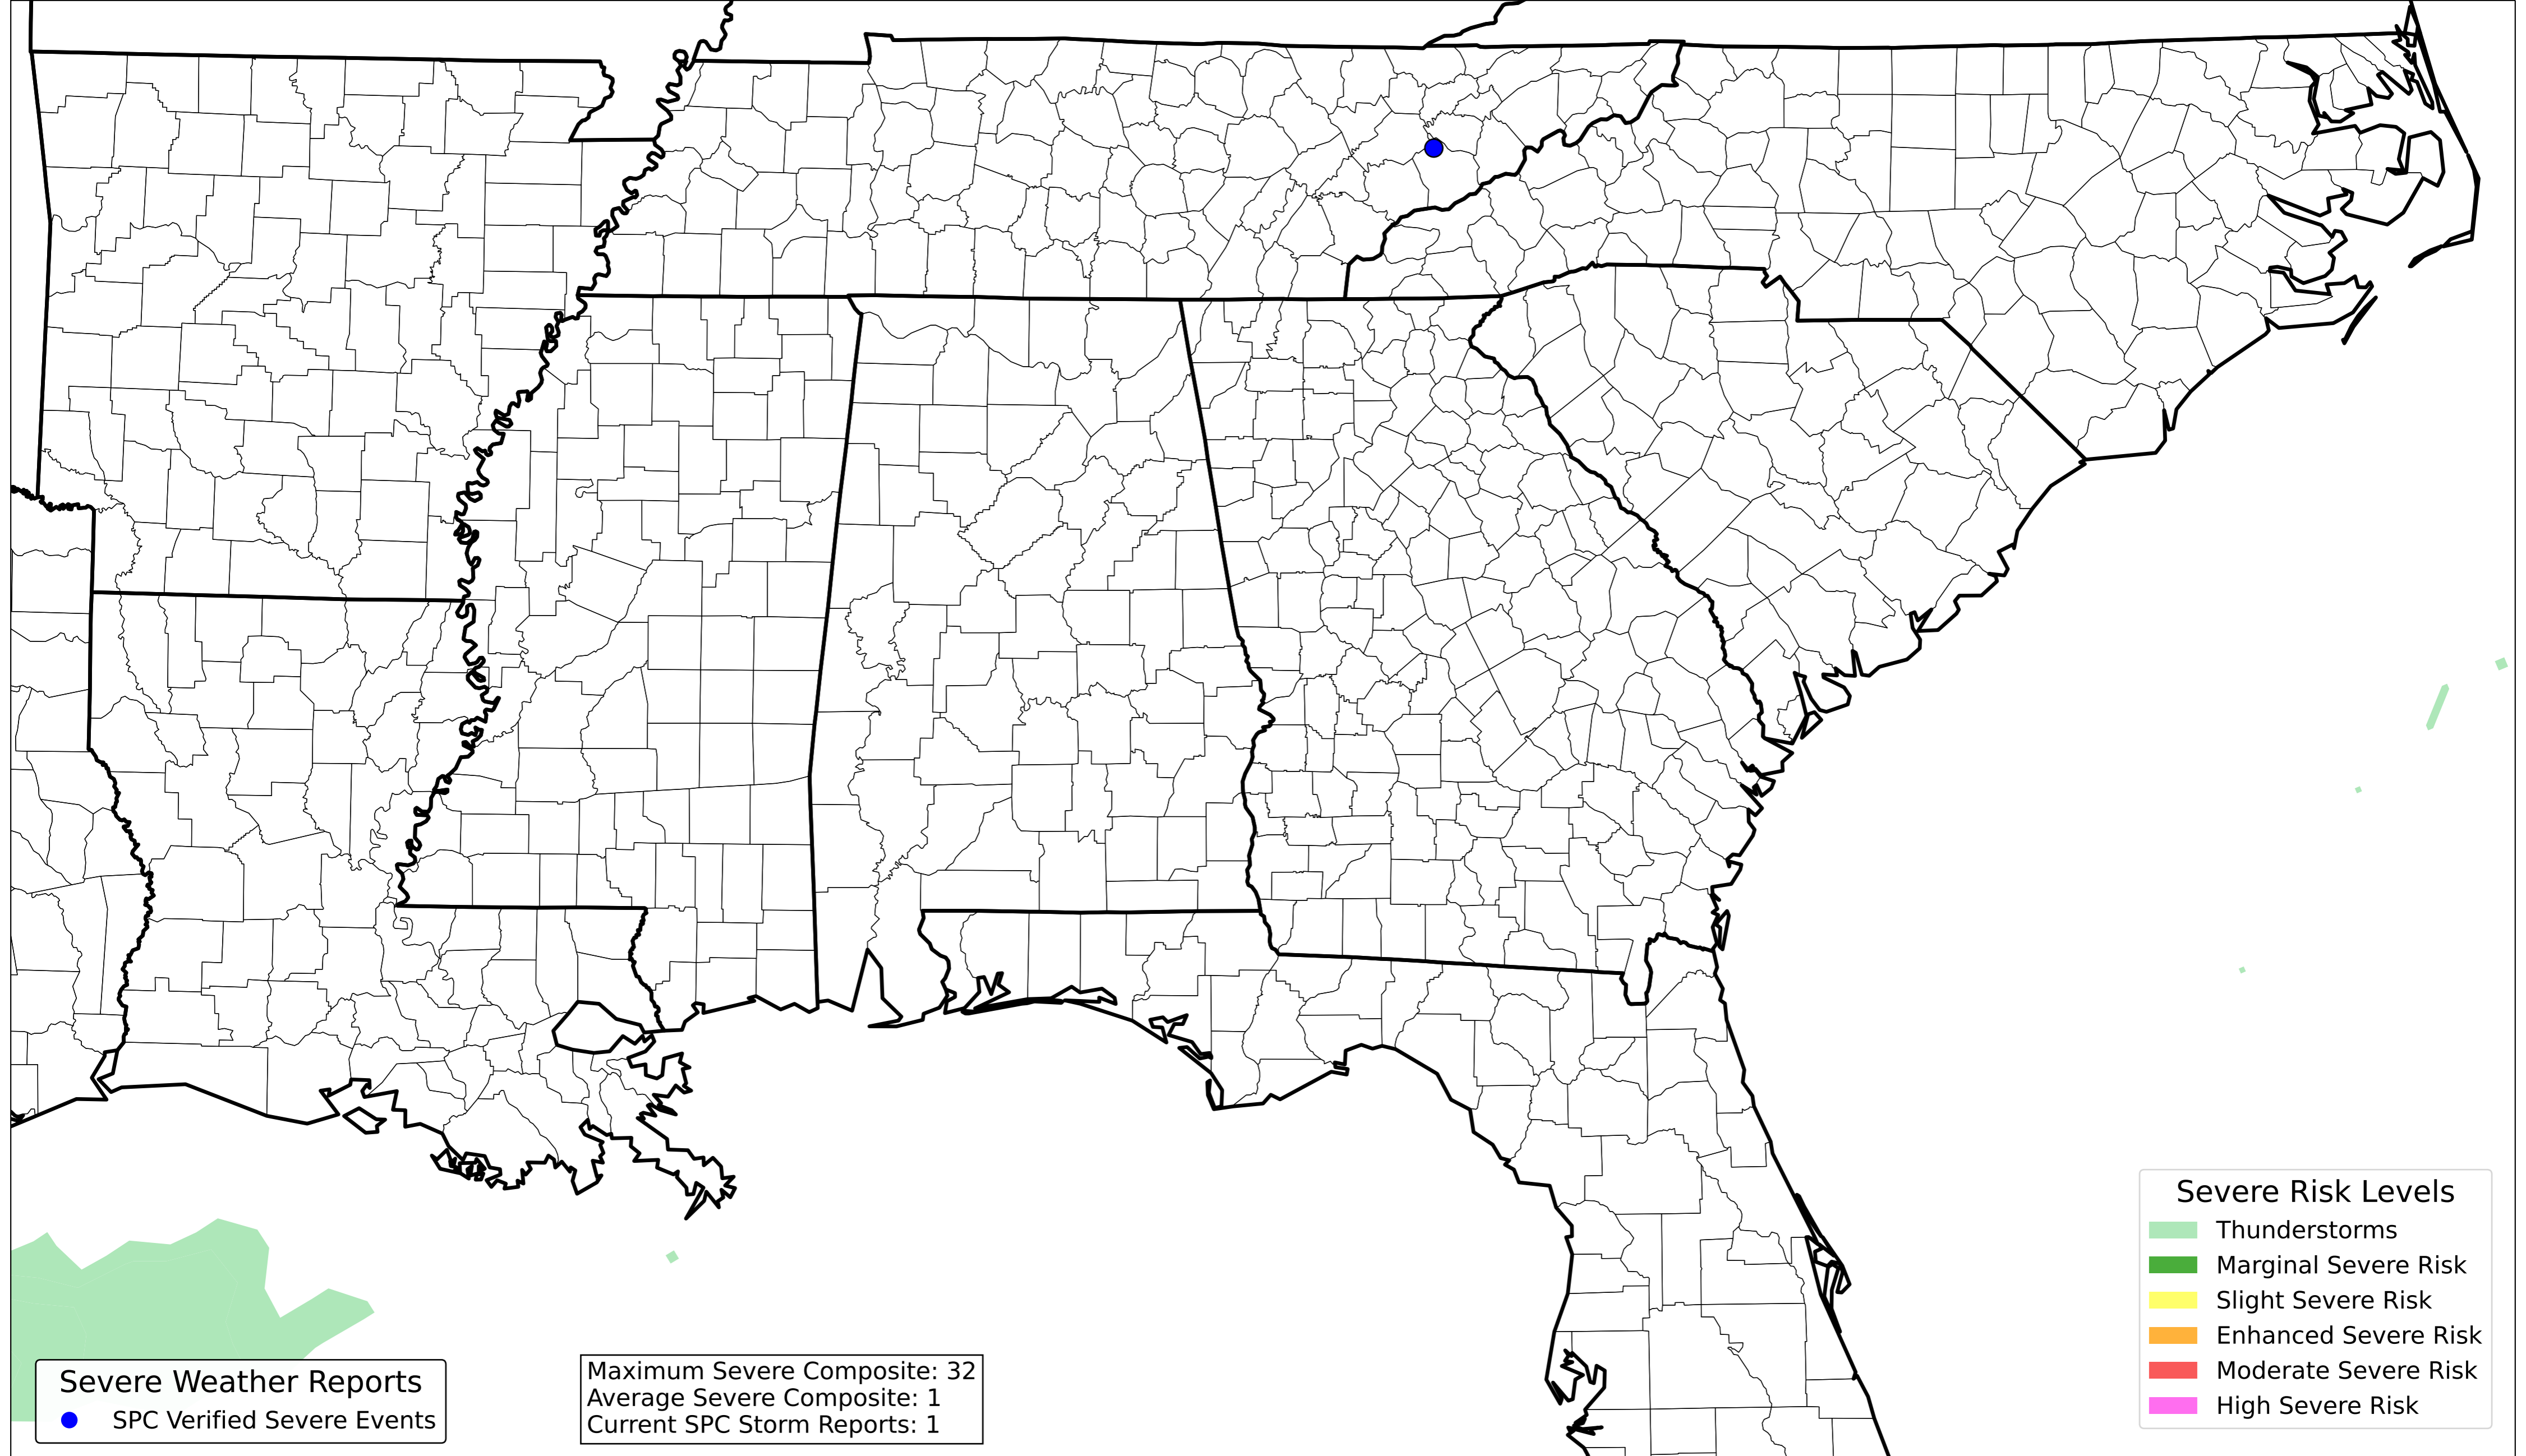 Severe Risk Levels
Thunderstorms
Marginal Severe Risk
Slight Severe Risk
Enhanced Severe Risk
Moderate Severe Risk
High Severe Risk
Severe Weather Reports
SPC Verified Severe Events
Maximum Severe Composite: 32
Average Severe Composite: 1
Current SPC Storm Reports: 1